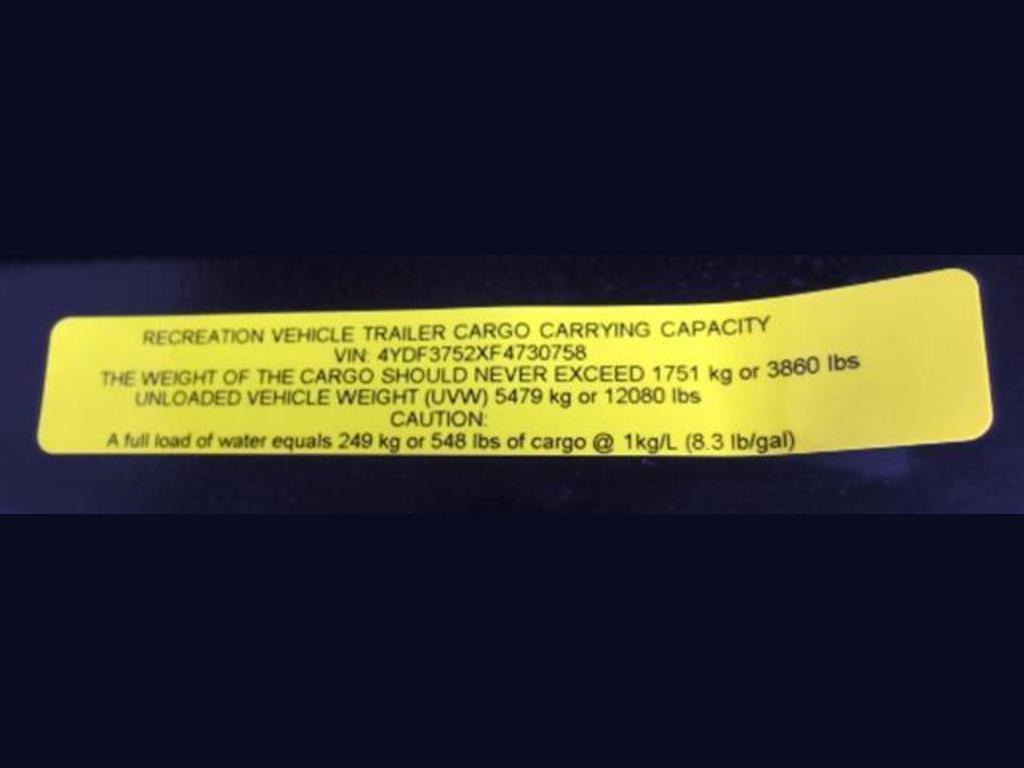 RECREATION VEHICLE TRAILER CARGO CARRYING CAPACITY
VIN: 4YDF3752XF4730758
THE WEIGHT OF THE CARGO SHOULD NEVER EXCEED 1751 kg or 3860 lbs
UNLOADED VEHICLE WEIGHT (UVW) 5479 kg or 12080 lbs
CAUTION:
A full load of water equals 249 kg or 548 lbs of cargo @ 1kg/L (8.3 lb/gal)